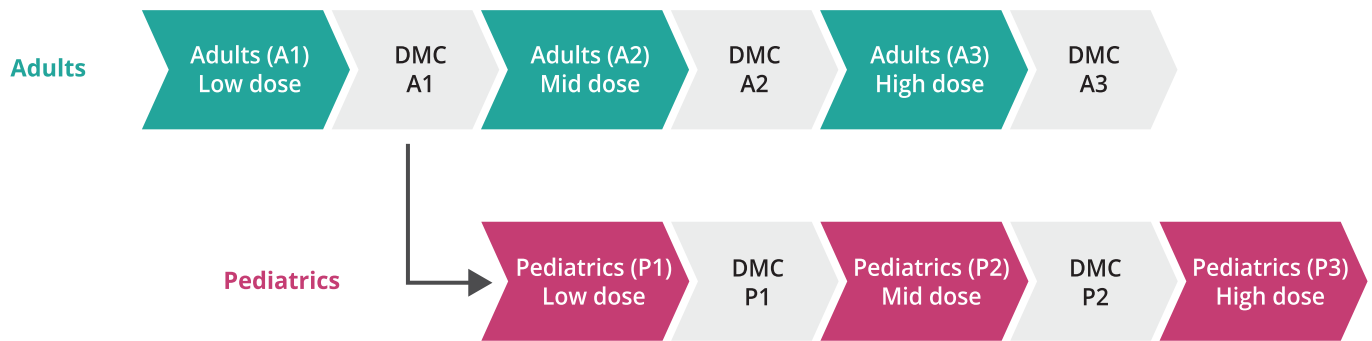 Adults
Adults (A1)
Low dose
DMC
A1
Adults (A2)
Mid dose
DMC
A2
Adults (A3)
High dose
DMC
A3
Pediatrics
Pediatrics (P1)
Low dose
DMC
P1
Pediatrics (P2)
Mid dose
DMC
P2
Pediatrics (P3)
High dose